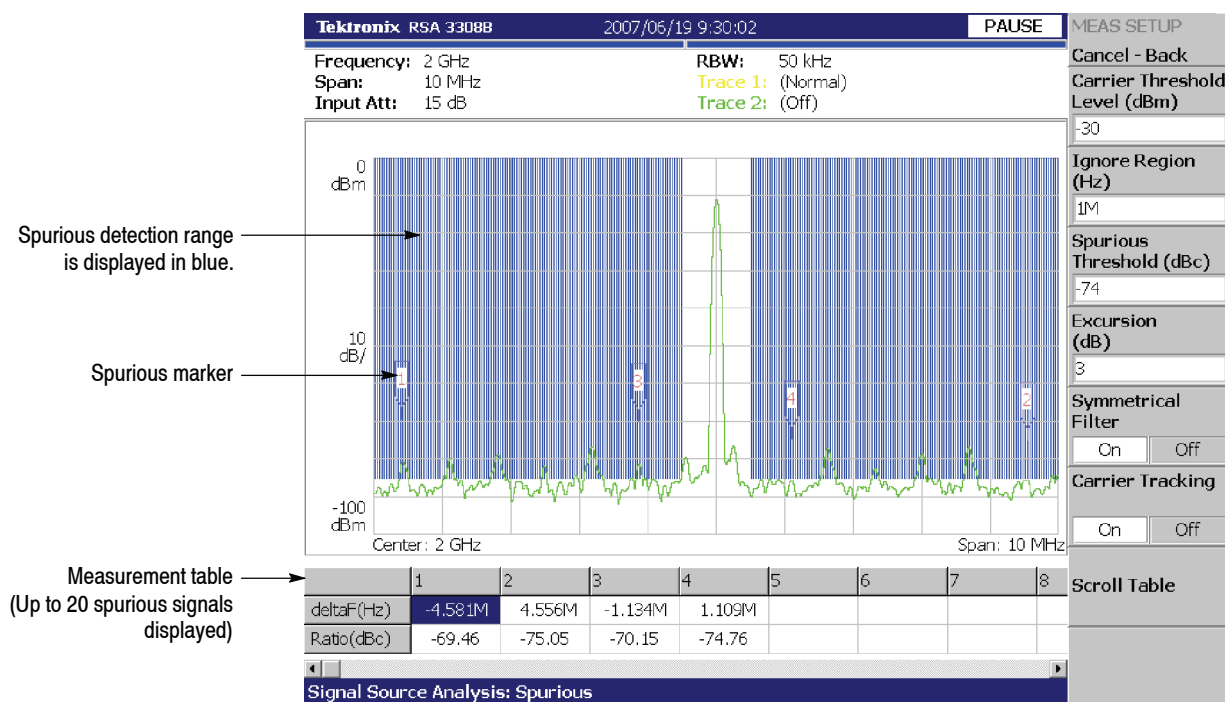 Tektronix RSA 3308B 2007/06/19 9:30:02 PAUSE
Frequency: 2 GHz RBW: 50 kHz
Span: 10 MHz Trace 1: (Normal)
Input Att: 15 dB Trace 2: (Off)
0
dBm
10
dB/
-100
dBm
1
3
4
2
Center: 2 GHz Span: 10 MHz
Spurious detection range
is displayed in blue.
Spurious marker
Measurement table
(Up to 20 spurious signals
displayed)
1 2 3 4 5 6 7 8
deltaF(Hz) -4.581M 4.556M -1.134M 1.109M
Ratio(dBc) -69.46 -75.05 -70.15 -74.76
Signal Source Analysis: Spurious
MEAS SETUP
Cancel - Back
Carrier Threshold
Level (dBm)
-30
Ignore Region
(Hz)
1M
Spurious
Threshold (dBc)
-74
Excursion
(dB)
3
Symmetrical
Filter
On Off
Carrier Tracking
On Off
Scroll Table